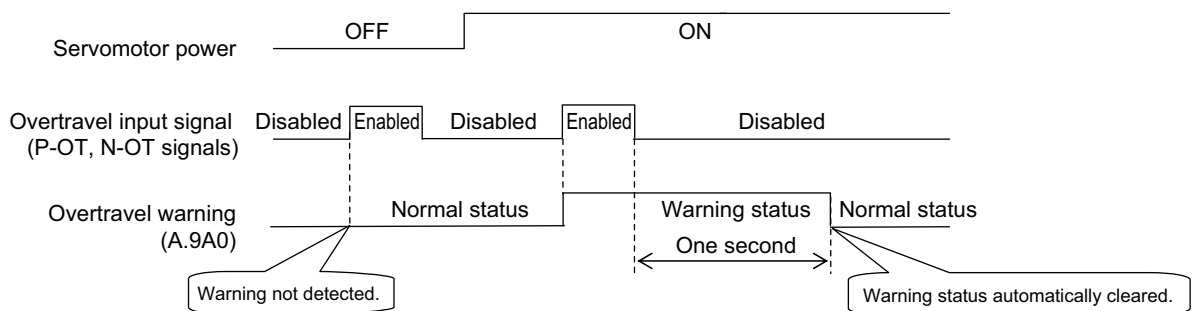 OFF
ON
Servomotor power
Overtravel input signal
(P-OT, N-OT signals)
Disabled
Enabled
Disabled
Enabled
Disabled
Overtravel warning
(A.9A0)
Normal status
Warning status
Normal status
One second
Warning not detected.
Warning status automatically cleared.